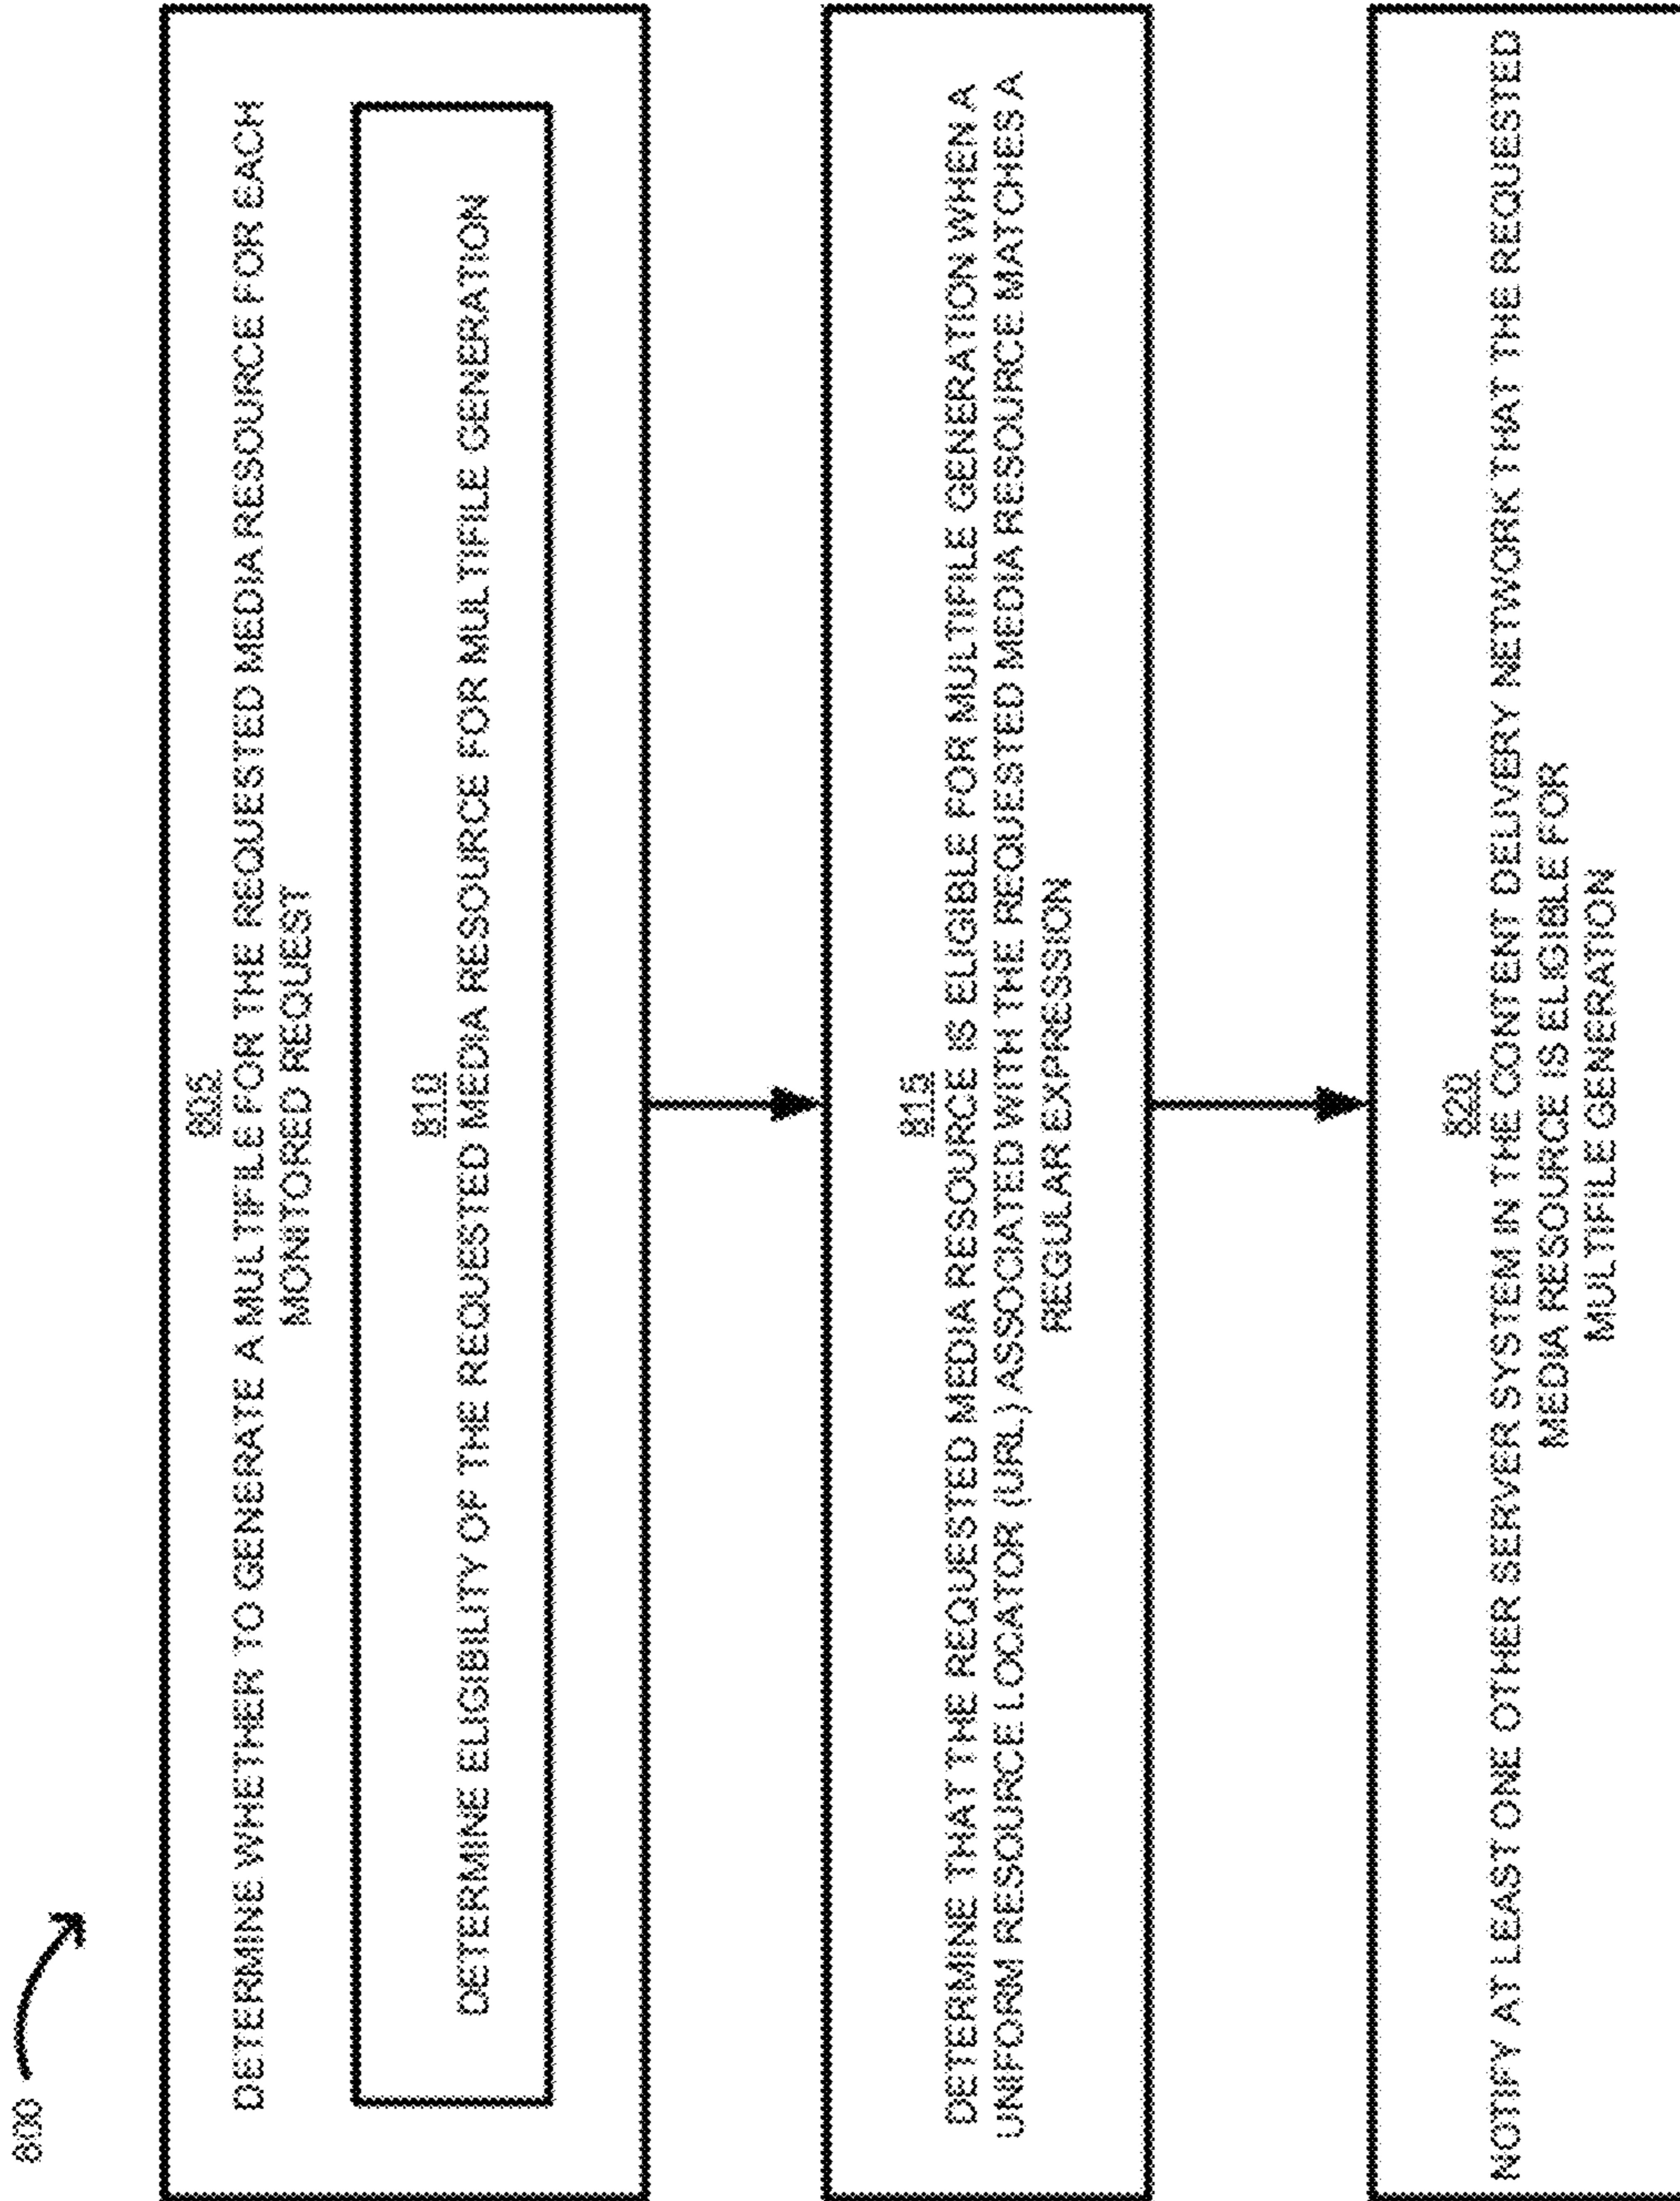 800
805
DETERMINE WHETHER TO GENERATE A MULTIFILE FOR THE REQUESTED MEDIA RESOURCE FOR EACH
MONITORED REQUEST
810
DETERMINE ELIGIBILITY OF THE REQUESTED MEDIA RESOURCE FOR MULTIFILE GENERATION
815
DETERMINE THAT THE REQUESTED MEDIA RESOURCE IS ELIGIBLE FOR MULTIFILE GENERATION WHEN A
UNIFORM RESOURCE LOCATOR (URL) ASSOCIATED WITH THE REQUESTED MEDIA RESOURCE MATCHES A
REGULAR EXPRESSION
820
NOTIFY AT LEAST ONE OTHER SERVER SYSTEM IN THE CONTENT DELIVERY NETWORK THAT THE REQUESTED
MEDIA RESOURCE IS ELIGIBLE FOR
MULTIFILE GENERATION